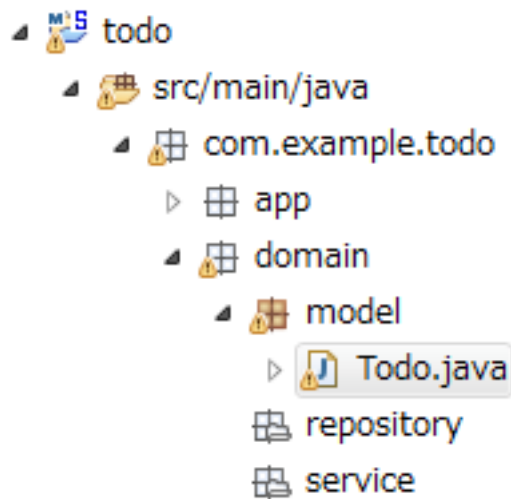 todo
src/main/java
com.example.todo
app
domain
model
Todo.java
repository
service